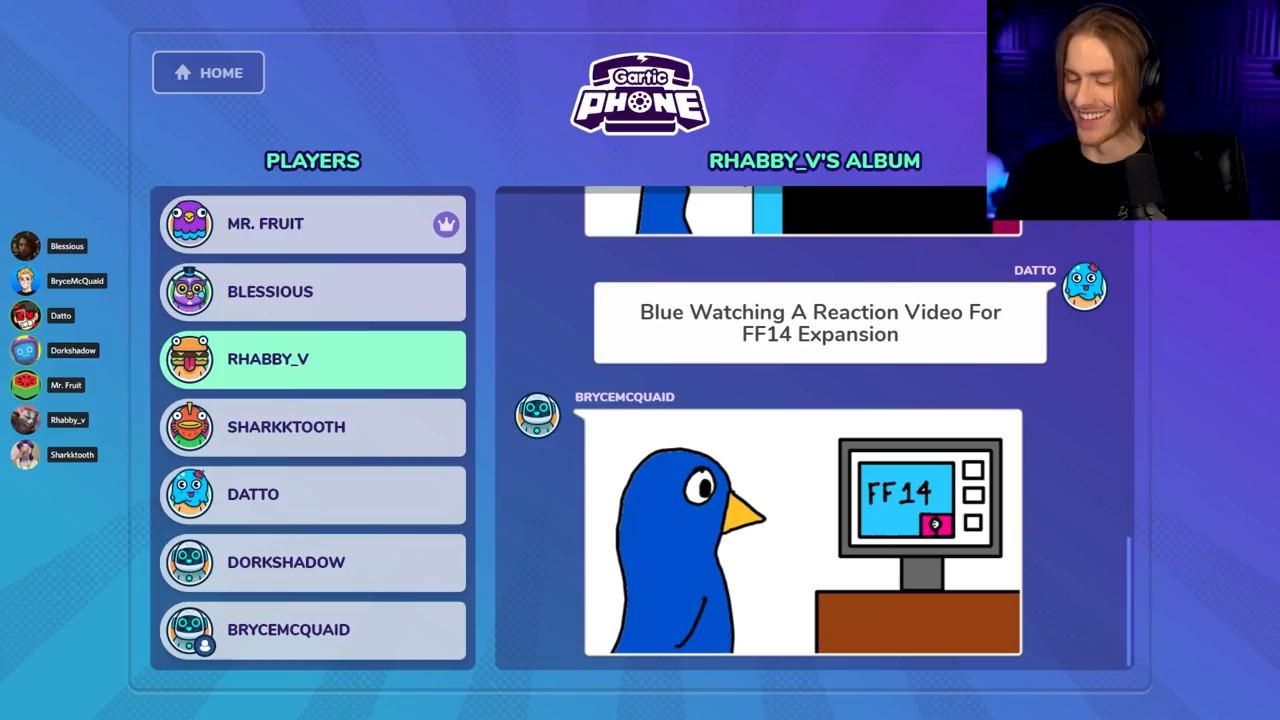 HOME
Gartic
PHONE
PLAYERS
RHABBY_V'S ALBUM
MR. FRUIT
BLESSIOUS
RHABBY_V
SHARKKTOOTH
DATTO
DORKSHADOW
BRYCEMCQUAID
Blessious
BryceMcQuaid
Datto
Dorkshadow
Mr. Fruit
Rhabby_v
Sharkktooth
DATTO
Blue Watching A Reaction Video For
FF14 Expansion
BRYCEMCQUAID
FF14